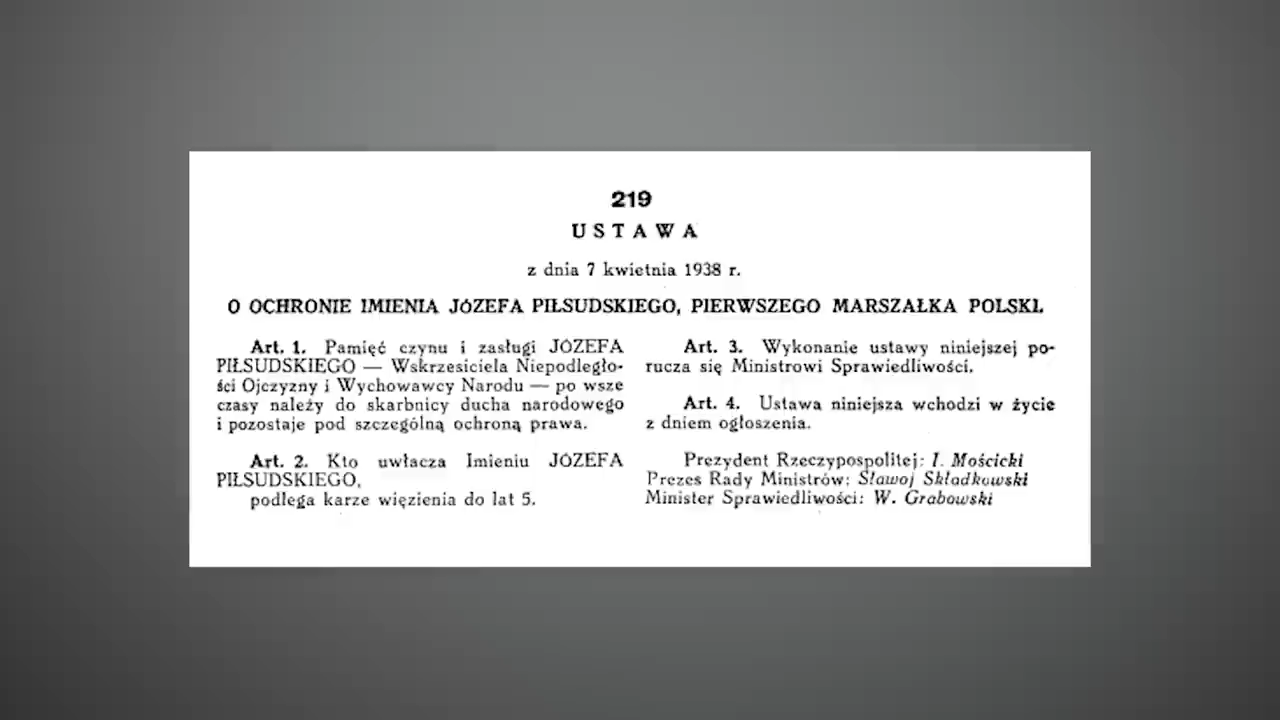 219
USTAWA
z dnia 7 kwietnia 1938 r.
O OCHRONIE IMIENIA JÓZEFA PIŁSUDSKIEGO, PIERWSZEGO MARSZAŁKA POLSKI.
Art. 1. Pamięć czynu i zasługi JÓZEFA
PIŁSUDSKIEGO — Wskrzesiciela Niepodległo-
ści Ojczyzny i Wychowawcy Narodu — po wsze
czasy należy do skarbnicy ducha narodowego
i pozostaje pod szczególną ochroną prawa.
Art. 2. Kto uwłacza Imieniu JÓZEFA
PIŁSUDSKIEGO,
podlega karze więzienia do lat 5.
Art. 3. Wykonanie ustawy niniejszej po-
rucza się Ministrowi Sprawiedliwości.
Art. 4. Ustawa niniejsza wchodzi w życie
z dniem ogłoszenia.
Prezydent Rzeczypospolitej: I. Mościcki
Prezes Rady Ministrów: Sławoj Składkowski
Minister Sprawiedliwości: W. Grabowski